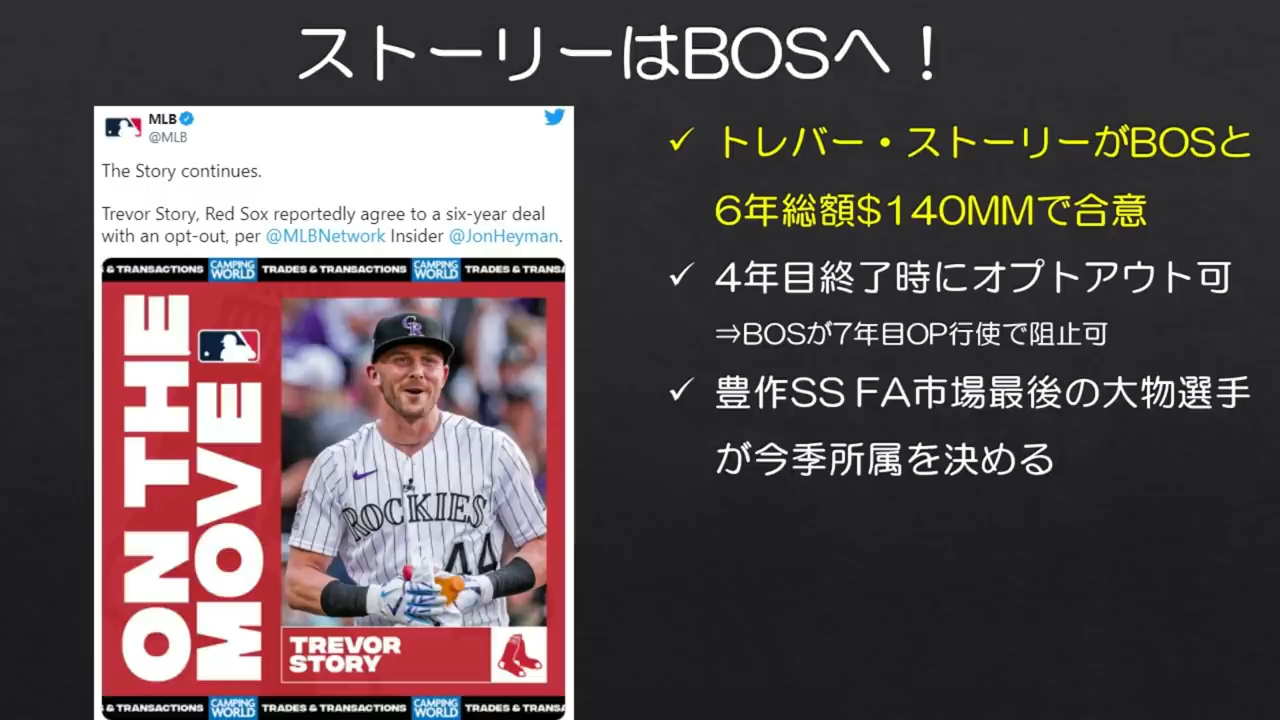 ストーリーはBOSへ！
MLB
@MLB
The Story continues.
Trevor Story, Red Sox reportedly agree to a six-year deal
with an opt-out, per @MLBNetwork Insider @JonHeyman.
& TRANSACTIONS CAMPING WORLD TRADES & TRANSACTIONS CAMPING WORLD TRADES & TRANSA
ON THE
MOVE
CR
ROCKIES
44
TREVOR
STORY
& TRANSACTIONS CAMPING WORLD TRADES & TRANSACTIONS CAMPING WORLD TRADES & TRANSA
✓ トレバー・ストーリーがBOSと
6年総額$140MMで合意
✓ 4年目終了時にオプトアウト可
⇒BOSが7年目OP行使で阻止可
✓ 豊作SS FA市場最後の大物選手
が今季所属を決める